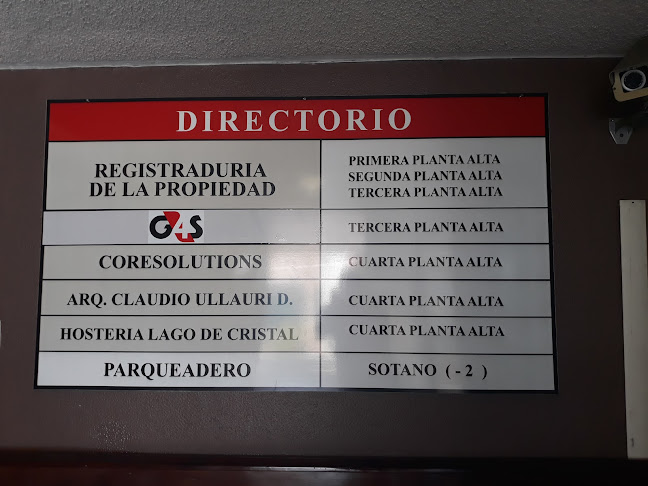 DIRECTORIO
REGISTRADURIA
DE LA PROPIEDAD
PRIMERA PLANTA ALTA
SEGUNDA PLANTA ALTA
TERCERA PLANTA ALTA
G4S
TERCERA PLANTA ALTA
CORESOLUTIONS
CUARTA PLANTA ALTA
ARQ. CLAUDIO ULLAURI D.
CUARTA PLANTA ALTA
HOSTERIA LAGO DE CRISTAL
CUARTA PLANTA ALTA
PARQUEADERO
SOTANO ( - 2 )